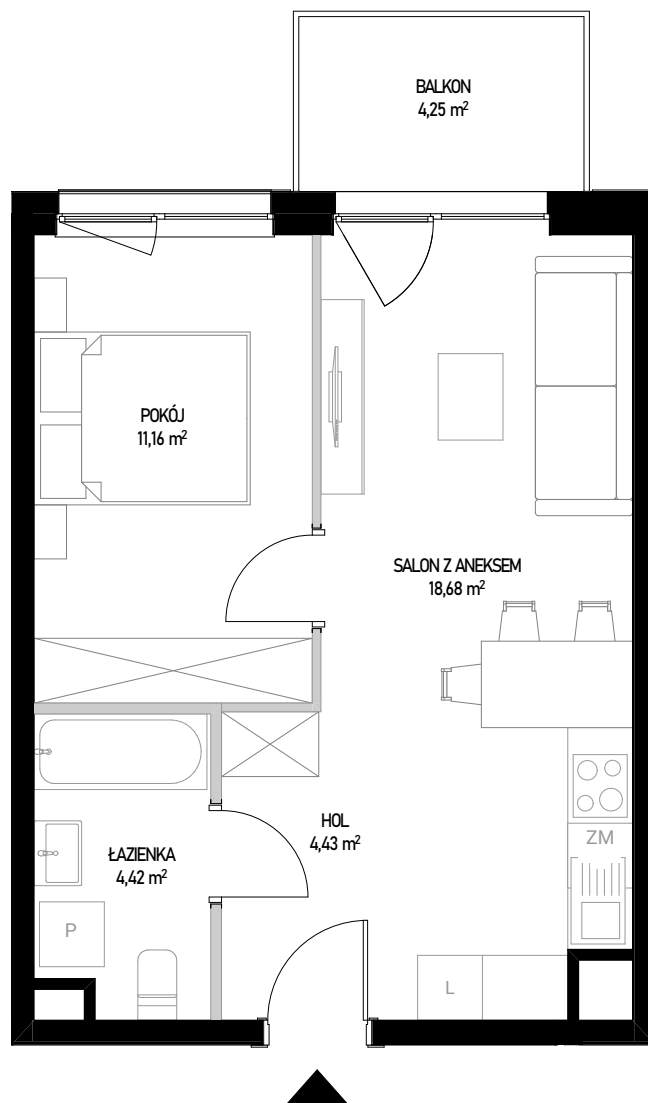 BALKON
4,25 m²
POKÓJ
11,16 m²
SALON Z ANEKSEM
18,68 m²
HOL
4,43 m²
ZM
ŁAZIENKA
4,42 m²
P
L